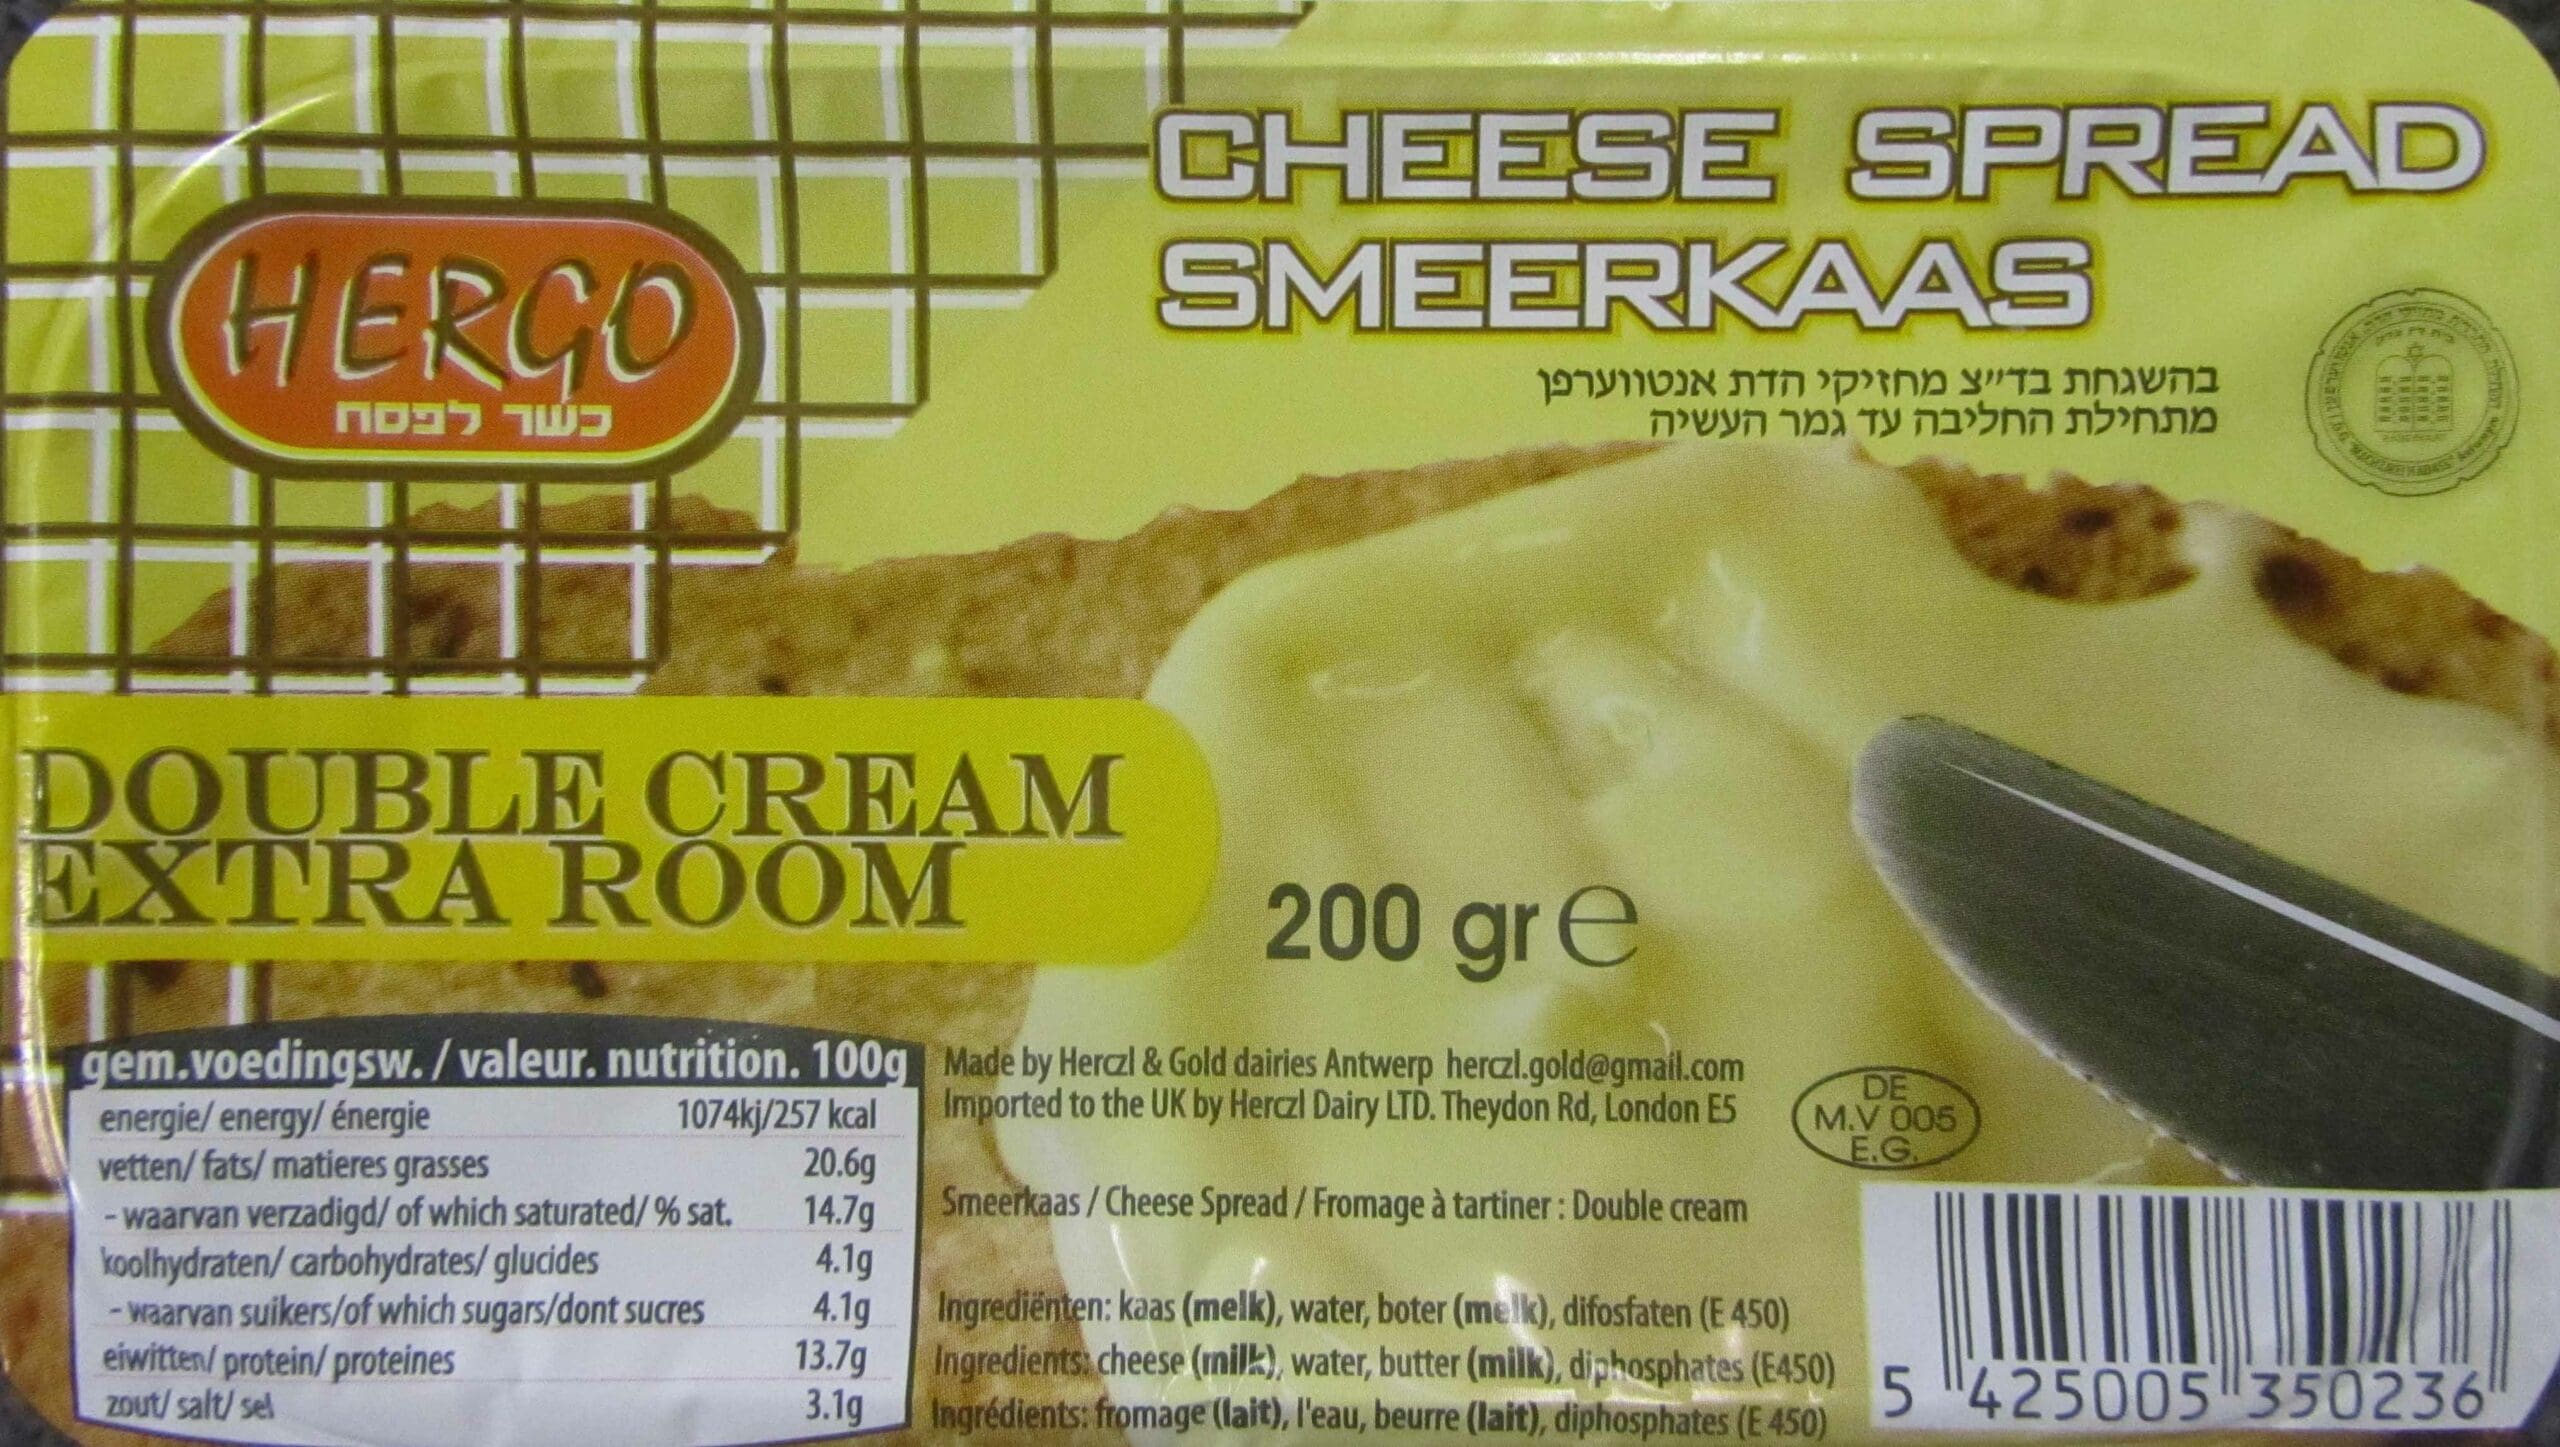 CHEESE SPREAD
SMEERKAAS
HERGO
כשר לפסח
בהשגחת בד״צ מחזיקי הדת אנטווערפן
מתחילת החליבה עד גמר העשיה
DOUBLE CREAM
EXTRA ROOM
200 gr e
gem.voedingsw. / valeur. nutrition. 100g
energie/ energy/ énergie 1074kj/257 kcal
vetten/ fats/ matieres grasses 20.6g
- waarvan verzadigd/ of which saturated/ % sat. 14.7g
koolhydraten/ carbohydrates/ glucides 4.1g
- waarvan suikers/of which sugars/dont sucres 4.1g
eiwitten/ protein/ proteines 13.7g
zout/ salt/ sel 3.1g
Made by Herczl & Gold dairies Antwerp herczl.gold@gmail.com
Imported to the UK by Herczl Dairy LTD. Theydon Rd, London E5
DE
M.V 005
E.G.
Smeerkaas / Cheese Spread / Fromage à tartiner : Double cream
Ingrediënten: kaas (melk), water, boter (melk), difosfaten (E 450)
Ingredients: cheese (milk), water, butter (milk), diphosphates (E450)
Ingrédients: fromage (lait), l'eau, beurre (lait), diphosphates (E 450)
5 425005 350236